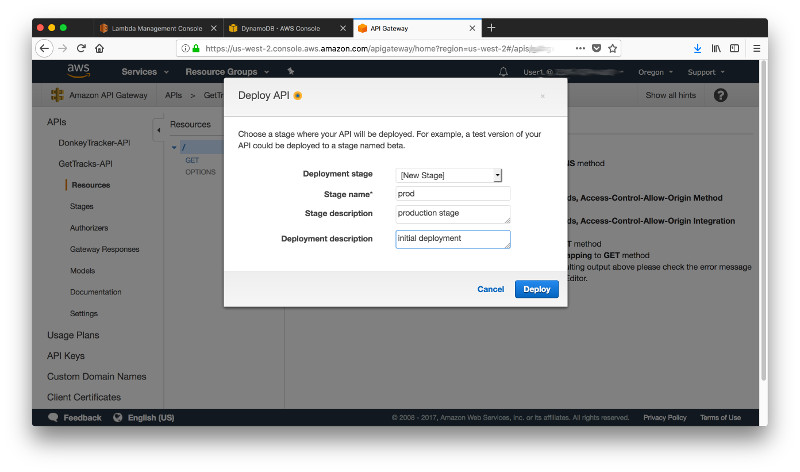 Lambda Management Console
DynamoDB - AWS Console
API Gateway
https://us-west-2.console.aws.amazon.com/apigateway/home?region=us-west-2#/apis/
aws
Services
Resource Groups
User1 @
Oregon
Support
Amazon API Gateway
APIs > GetTr
Show all hints
?
APIs
DonkeyTracker-API
GetTracks-API
Resources
Stages
Authorizers
Gateway Responses
Models
Documentation
Settings
Usage Plans
API Keys
Custom Domain Names
Client Certificates
Resources
/
GET
OPTIONS
Deploy API
Choose a stage where your API will be deployed. For example, a test version of your
API could be deployed to a stage named beta.
Deployment stage
[New Stage]
Stage name*
prod
Stage description
production stage
Deployment description
initial deployment
Cancel
Deploy
NS method
ds, Access-Control-Allow-Origin Method
ds, Access-Control-Allow-Origin Integration
T method
apping to GET method
ulting output above please check the error message
Editor.
Feedback
English (US)
© 2008 - 2017, Amazon Web Services, Inc. or its affiliates. All rights reserved.
Privacy Policy
Terms of Use